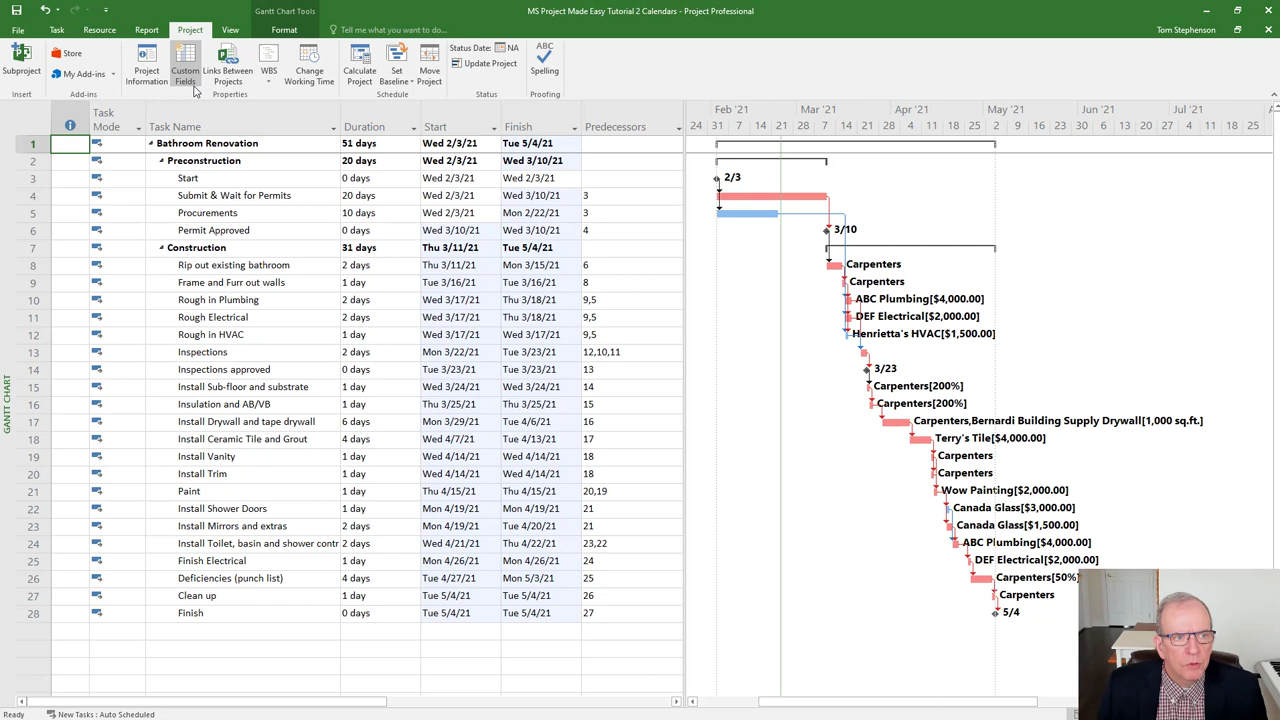 Gantt Chart Tools
MS Project Made Easy Tutorial 2 Calendars - Project Professional
File Task Resource Report Project View Format Tell me what you want to do... Tom Stephenson
Subproject
Store
My Add-ins
Project Information
Custom Fields
Links Between Projects
WBS
Change Working Time
Calculate Project
Set Baseline
Move Project
Status Date: NA
Update Project
ABC
Spelling
Insert Add-ins Properties Schedule Status Proofing
Feb '21 Mar '21 Apr '21 May '21 Jun '21 Jul '21
24 31 7 14 21 28 7 14 21 28 4 11 18 25 2 9 16 23 30 6 13 20 27 4 11 18 25
Task Mode Task Name Duration Start Finish Predecessors
1 Bathroom Renovation 51 days Wed 2/3/21 Tue 5/4/21
2 Preconstruction 20 days Wed 2/3/21 Wed 3/10/21
3 Start 0 days Wed 2/3/21 Wed 2/3/21 2/3
4 Submit & Wait for Permits 20 days Wed 2/3/21 Wed 3/10/21 3
5 Procurements 10 days Wed 2/3/21 Mon 2/22/21 3
6 Permit Approved 0 days Wed 3/10/21 Wed 3/10/21 4 3/10
7 Construction 31 days Thu 3/11/21 Tue 5/4/21
8 Rip out existing bathroom 2 days Thu 3/11/21 Mon 3/15/21 6 Carpenters
9 Frame and Furr out walls 1 day Tue 3/16/21 Tue 3/16/21 8 Carpenters
10 Rough in Plumbing 2 days Wed 3/17/21 Thu 3/18/21 9,5 ABC Plumbing[$4,000.00]
11 Rough Electrical 2 days Wed 3/17/21 Thu 3/18/21 9,5 DEF Electrical[$2,000.00]
12 Rough in HVAC 1 day Wed 3/17/21 Wed 3/17/21 9,5 Henrietta's HVAC[$1,500.00]
13 Inspections 2 days Mon 3/22/21 Tue 3/23/21 12,10,11
14 Inspections approved 0 days Tue 3/23/21 Tue 3/23/21 13 3/23
15 Install Sub-floor and substrate 1 day Wed 3/24/21 Wed 3/24/21 14 Carpenters[200%]
16 Insulation and AB/VB 1 day Thu 3/25/21 Thu 3/25/21 15 Carpenters[200%]
17 Install Drywall and tape drywall 6 days Mon 3/29/21 Tue 4/6/21 16 Carpenters,Bernardi Building Supply Drywall[1,000 sq.ft.]
18 Install Ceramic Tile and Grout 4 days Wed 4/7/21 Tue 4/13/21 17 Terry's Tile[$4,000.00]
19 Install Vanity 1 day Wed 4/14/21 Wed 4/14/21 18 Carpenters
20 Install Trim 1 day Wed 4/14/21 Wed 4/14/21 18 Carpenters
21 Paint 1 day Thu 4/15/21 Thu 4/15/21 20,19 Wow Painting[$2,000.00]
22 Install Shower Doors 1 day Mon 4/19/21 Mon 4/19/21 21 Canada Glass[$3,000.00]
23 Install Mirrors and extras 2 days Mon 4/19/21 Tue 4/20/21 21 Canada Glass[$1,500.00]
24 Install Toilet, basin and shower contr 2 days Wed 4/21/21 Thu 4/22/21 23,22 ABC Plumbing[$4,000.00]
25 Finish Electrical 1 day Mon 4/26/21 Mon 4/26/21 24 DEF Electrical[$2,000.00]
26 Deficiencies (punch list) 4 days Tue 4/27/21 Mon 5/3/21 25 Carpenters[50%]
27 Clean up 1 day Tue 5/4/21 Tue 5/4/21 26 Carpenters
28 Finish 0 days Tue 5/4/21 Tue 5/4/21 27 5/4
GANTT CHART
Ready New Tasks : Auto Scheduled